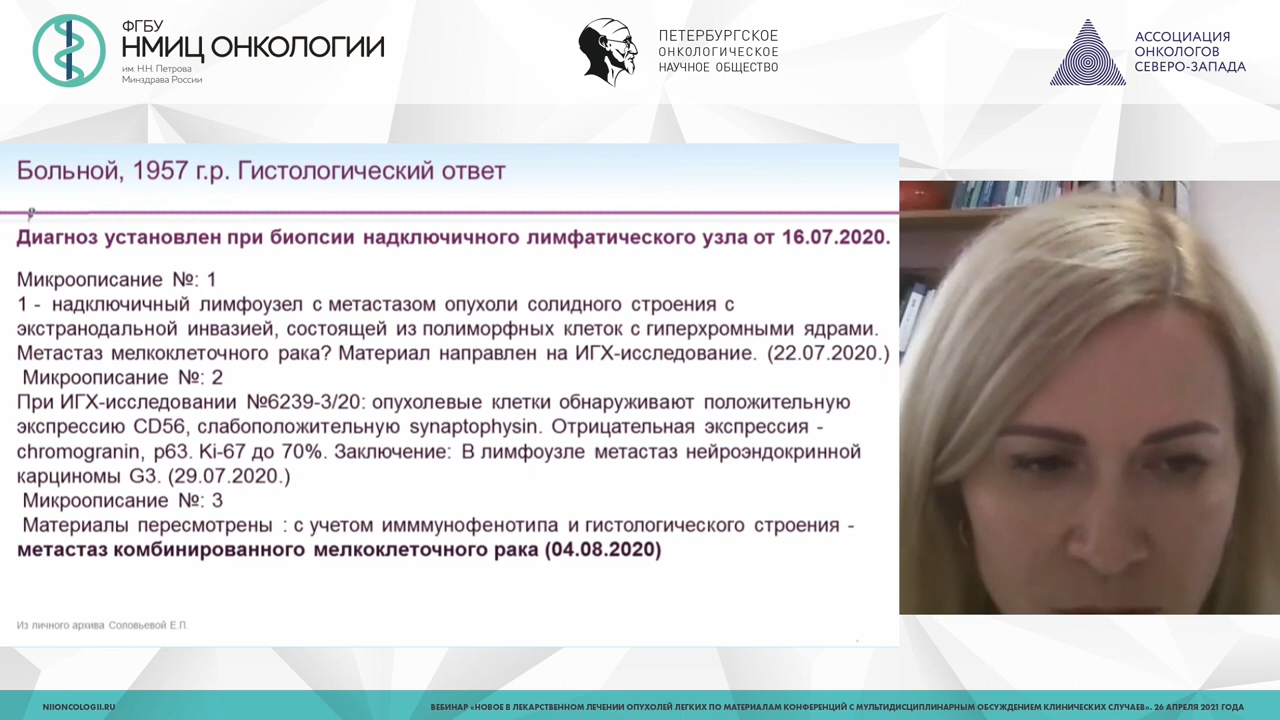 ФГБУ
НМИЦ ОНКОЛОГИИ
им. Н.Н. Петрова
Минздрава России
ПЕТЕРБУРГСКОЕ
ОНКОЛОГИЧЕСКОЕ
НАУЧНОЕ ОБЩЕСТВО
АССОЦИАЦИЯ
ОНКОЛОГОВ
СЕВЕРО-ЗАПАДА
Больной, 1957 г.р. Гистологический ответ
Диагноз установлен при биопсии надключичного лимфатического узла от 16.07.2020.
Микроописание №: 1
1 - надключичный лимфоузел с метастазом опухоли солидного строения с
экстранодальной инвазией, состоящей из полиморфных клеток с гиперхромными ядрами.
Метастаз мелкоклеточного рака? Материал направлен на ИГХ-исследование. (22.07.2020.)
Микроописание №: 2
При ИГХ-исследовании №6239-3/20: опухолевые клетки обнаруживают положительную
экспрессию CD56, слабоположительную synaptophysin. Отрицательная экспрессия -
chromogranin, p63. Ki-67 до 70%. Заключение: В лимфоузле метастаз нейроэндокринной
карциномы G3. (29.07.2020.)
Микроописание №: 3
Материалы пересмотрены : с учетом имммунофенотипа и гистологического строения -
метастаз комбинированного мелкоклеточного рака (04.08.2020)
Из личного архива Соловьевой Е.П.
NIIONCOLOGII.RU
ВЕБИНАР «НОВОЕ В ЛЕКАРСТВЕННОМ ЛЕЧЕНИИ ОПУХОЛЕЙ ЛЕГКИХ ПО МАТЕРИАЛАМ КОНФЕРЕНЦИЙ С МУЛЬТИДИСЦИПЛИНАРНЫМ ОБСУЖДЕНИЕМ КЛИНИЧЕСКИХ СЛУЧАЕВ». 26 АПРЕЛЯ 2021 ГОДА